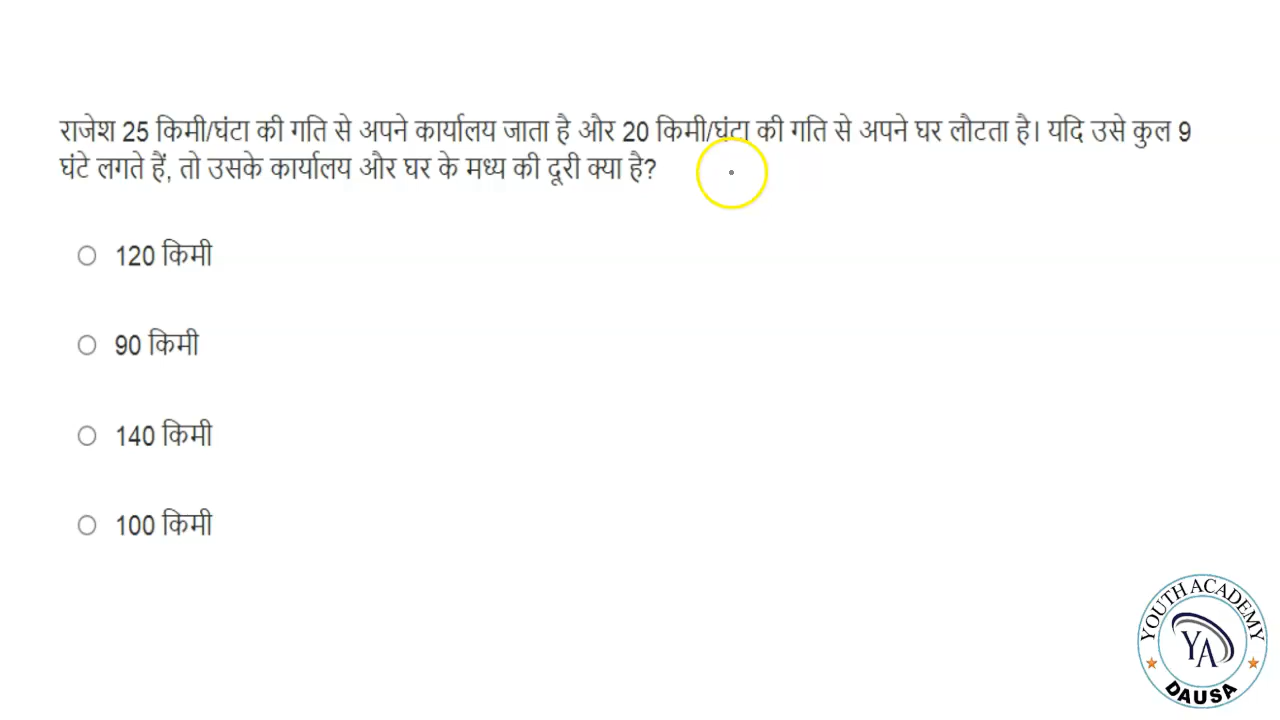 राजेश 25 किमी/घंटा की गति से अपने कार्यालय जाता है और 20 किमी/घंटा की गति से अपने घर लौटता है। यदि उसे कुल 9
घंटे लगते हैं, तो उसके कार्यालय और घर के मध्य की दूरी क्या है?
120 किमी
90 किमी
140 किमी
100 किमी
YOUTH ACADEMY
YA
DAUSA